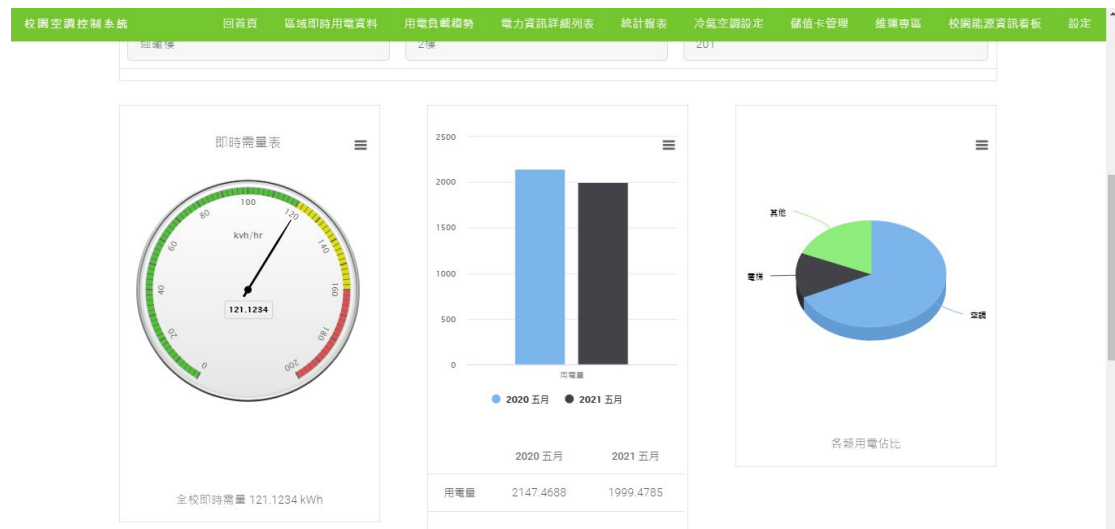 校園空調控制系統 回首頁 區域即時用電資料 用電負載趨勢 電力資訊詳細列表 統計報表 冷氣空調設定 儲值卡管理 維運專區 校園能源資訊看板 設定
2樓 201
即時需量表
0 20 40 60 80 100 120 140 160 180 200
kvh/hr
121.1234
全校即時需量 121.1234 kWh
2500
2000
1500
1000
500
0
用電量
2020 五月 2021 五月
2020 五月 2021 五月
用電量 2147.4688 1999.4785
其他
電梯
空調
各類用電佔比